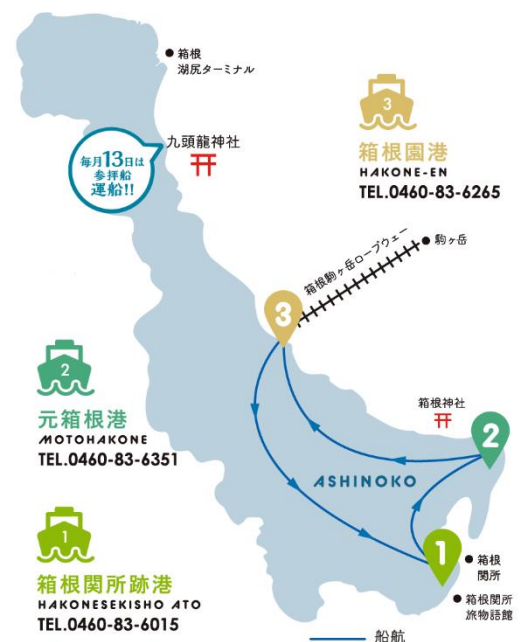 箱根
湖尻ターミナル
九頭龍神社
毎月13日は
参拝船
運船!!
3
箱根園港
HAKONE-EN
TEL.0460-83-6265
箱根駒ヶ岳ロープウェー
駒ヶ岳
3
2
元箱根港
MOTOHAKONE
TEL.0460-83-6351
箱根神社
2
ASHINOKO
1
箱根関所跡港
HAKONESEKISHO ATO
TEL.0460-83-6015
1
箱根
関所
箱根関所
旅物語館
船航